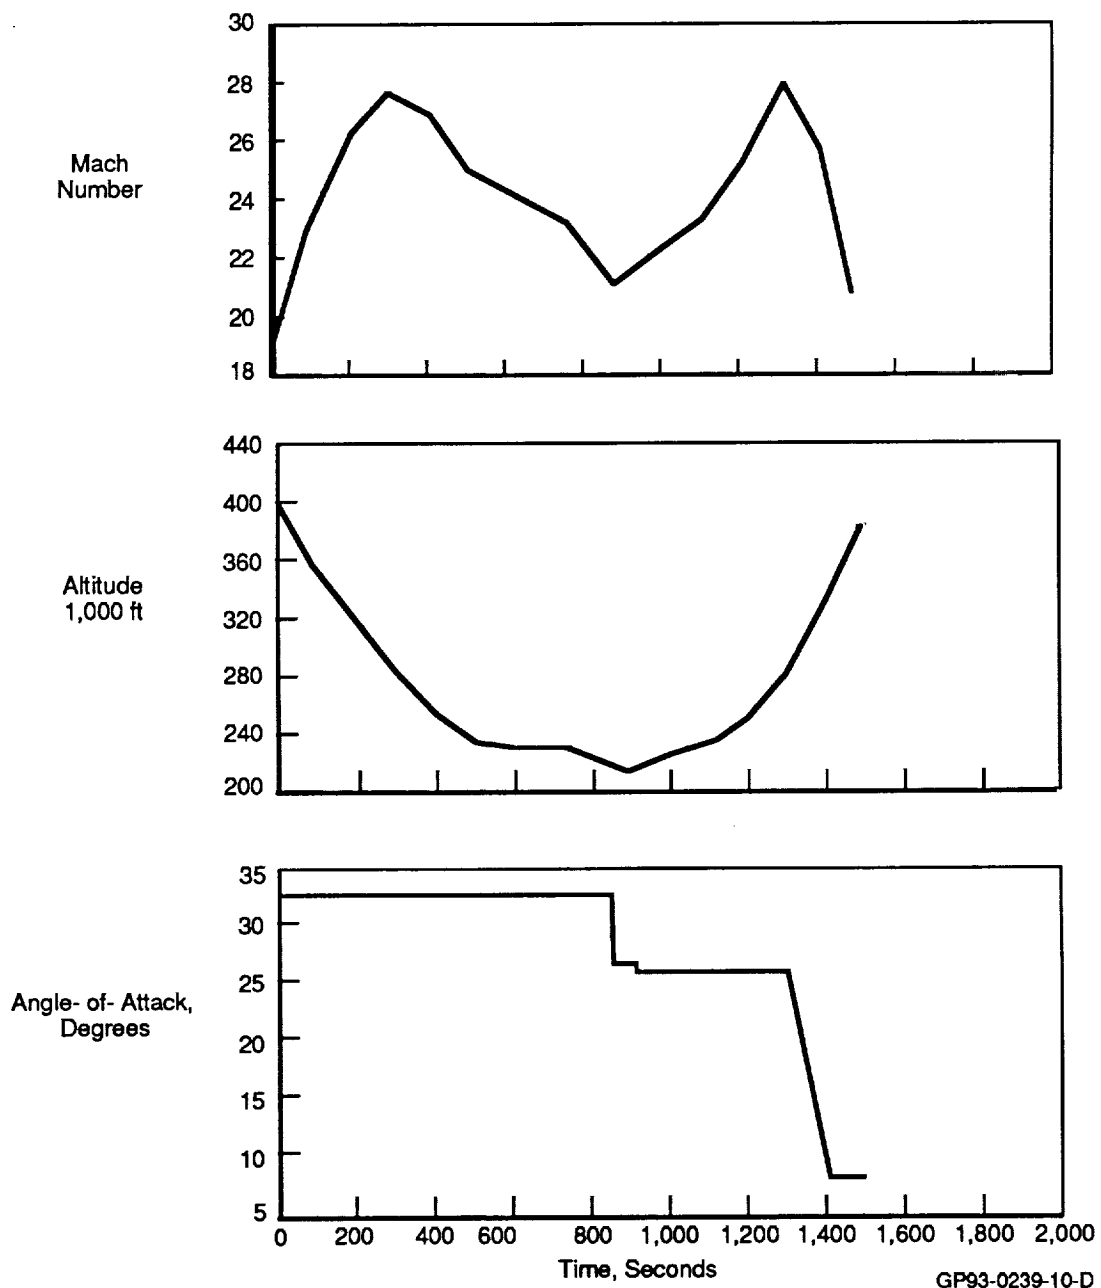 30
28
26
24
22
20
18
Mach
Number
440
400
360
320
280
240
200
Altitude
1,000 ft
35
30
25
20
15
10
5
Angle- of- Attack,
Degrees
0 200 400 600 800 1,000 1,200 1,400 1,600 1,800 2,000
Time, Seconds
GP93-0239-10-D